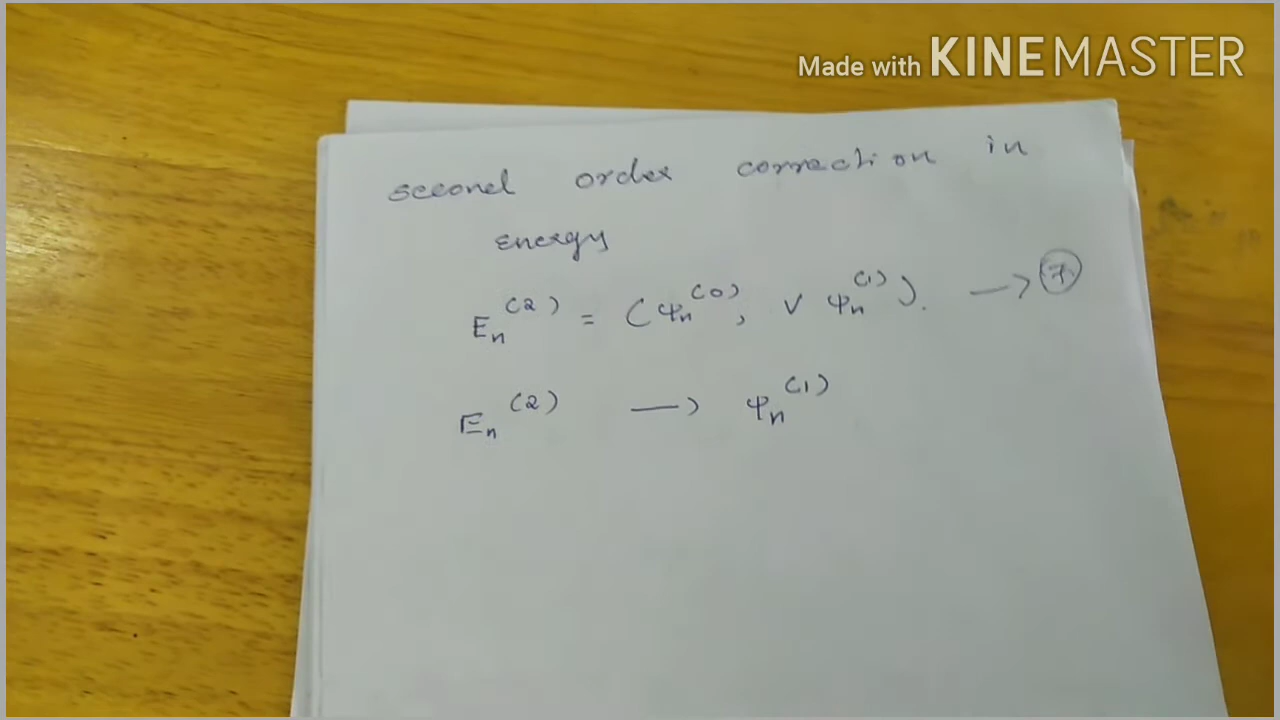 Made with KINEMASTER
second order correction in
energy
Eₙ⁽²⁾ = (Ψₙ⁽⁰⁾, V Ψₙ⁽¹⁾). → ⑦
Eₙ⁽²⁾ → Ψₙ⁽¹⁾